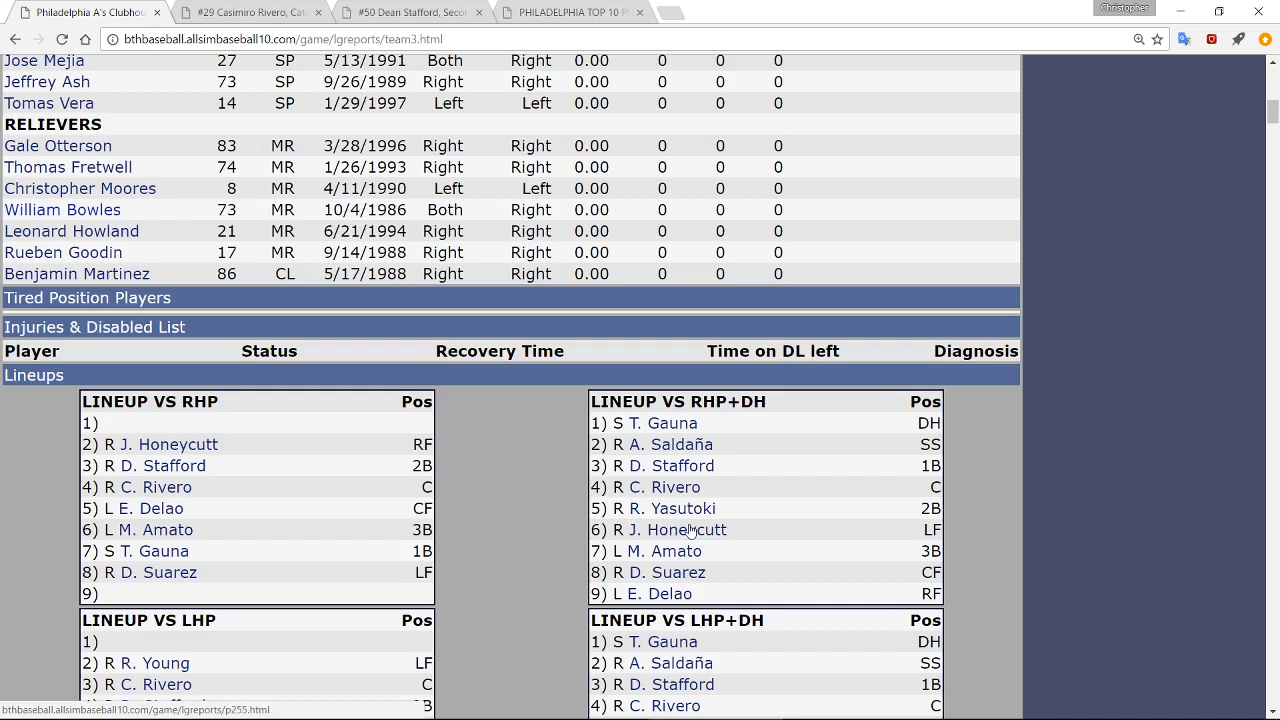 Philadelphia A's Clubhou
#29 Casimiro Rivero, Cat
#50 Dean Stafford, Secon
PHILADELPHIA TOP 10 P
Christopher
bthbaseball.allsimbaseball10.com/game/lgreports/team3.html
Jose Mejia 27 SP 5/13/1991 Both Right 0.00 0 0 0
Jeffrey Ash 73 SP 9/26/1989 Right Right 0.00 0 0 0
Tomas Vera 14 SP 1/29/1997 Left Left 0.00 0 0 0
RELIEVERS
Gale Otterson 83 MR 3/28/1996 Right Right 0.00 0 0 0
Thomas Fretwell 74 MR 1/26/1993 Right Right 0.00 0 0 0
Christopher Moores 8 MR 4/11/1990 Left Left 0.00 0 0 0
William Bowles 73 MR 10/4/1986 Both Right 0.00 0 0 0
Leonard Howland 21 MR 6/21/1994 Right Right 0.00 0 0 0
Rueben Goodin 17 MR 9/14/1988 Right Right 0.00 0 0 0
Benjamin Martinez 86 CL 5/17/1988 Right Right 0.00 0 0 0
Tired Position Players
Injuries & Disabled List
Player Status Recovery Time Time on DL left Diagnosis
Lineups
LINEUP VS RHP Pos
1)
2) R J. Honeycutt RF
3) R D. Stafford 2B
4) R C. Rivero C
5) L E. Delao CF
6) L M. Amato 3B
7) S T. Gauna 1B
8) R D. Suarez LF
9)
LINEUP VS RHP+DH Pos
1) S T. Gauna DH
2) R A. Saldaña SS
3) R D. Stafford 1B
4) R C. Rivero C
5) R R. Yasutoki 2B
6) R J. Honeycutt LF
7) L M. Amato 3B
8) R D. Suarez CF
9) L E. Delao RF
LINEUP VS LHP Pos
1)
2) R R. Young LF
3) R C. Rivero C
LINEUP VS LHP+DH Pos
1) S T. Gauna DH
2) R A. Saldaña SS
3) R D. Stafford 1B
4) R C. Rivero C
bthbaseball.allsimbaseball10.com/game/lgreports/p255.html